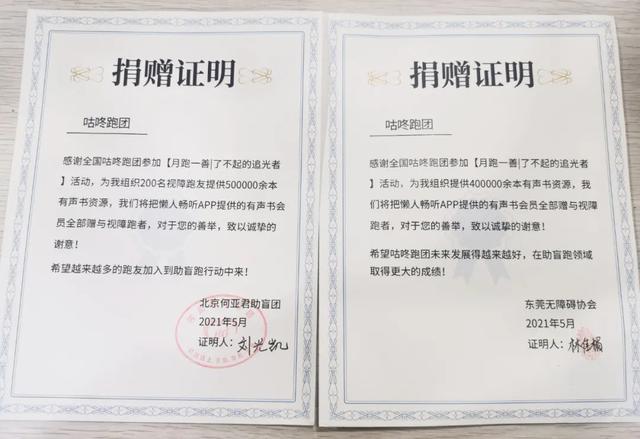 捐赠证明
咕咚跑团
感谢全国咕咚跑团参加【月跑一善|了不起的追光者
】活动，为我组织200名视障跑友提供500000余本
有声书资源，我们将把懒人畅听APP提供的有声书会
员全部赠与视障跑者，对于您的善举，致以诚挚的
谢意！
希望越来越多的跑友加入到助盲跑行动中来！
北京何亚君助盲团
2021年5月
证明人：刘光凯
捐赠证明
咕咚跑团
感谢全国咕咚跑团参加【月跑一善|了不起的追光者
】活动，为我组织提供400000余本有声书资源，我
们将把懒人畅听APP提供的有声书会员全部赠与视障
跑者，对于您的善举，致以诚挚的谢意！
希望咕咚跑团未来发展得越来越好，在助盲跑领域
取得更大的成绩！
东莞无障碍协会
2021年5月
证明人：